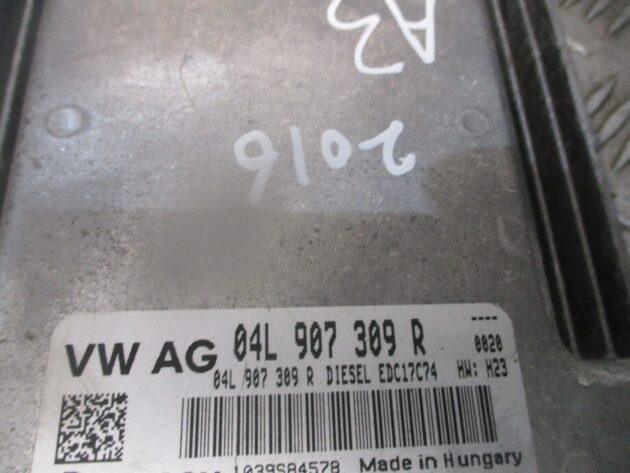 A3
2016
VW AG 04L 907 309 R
0020
04L 907 309 R DIESEL EDC17C74 HW: H23
1039S84578 Made in Hungary